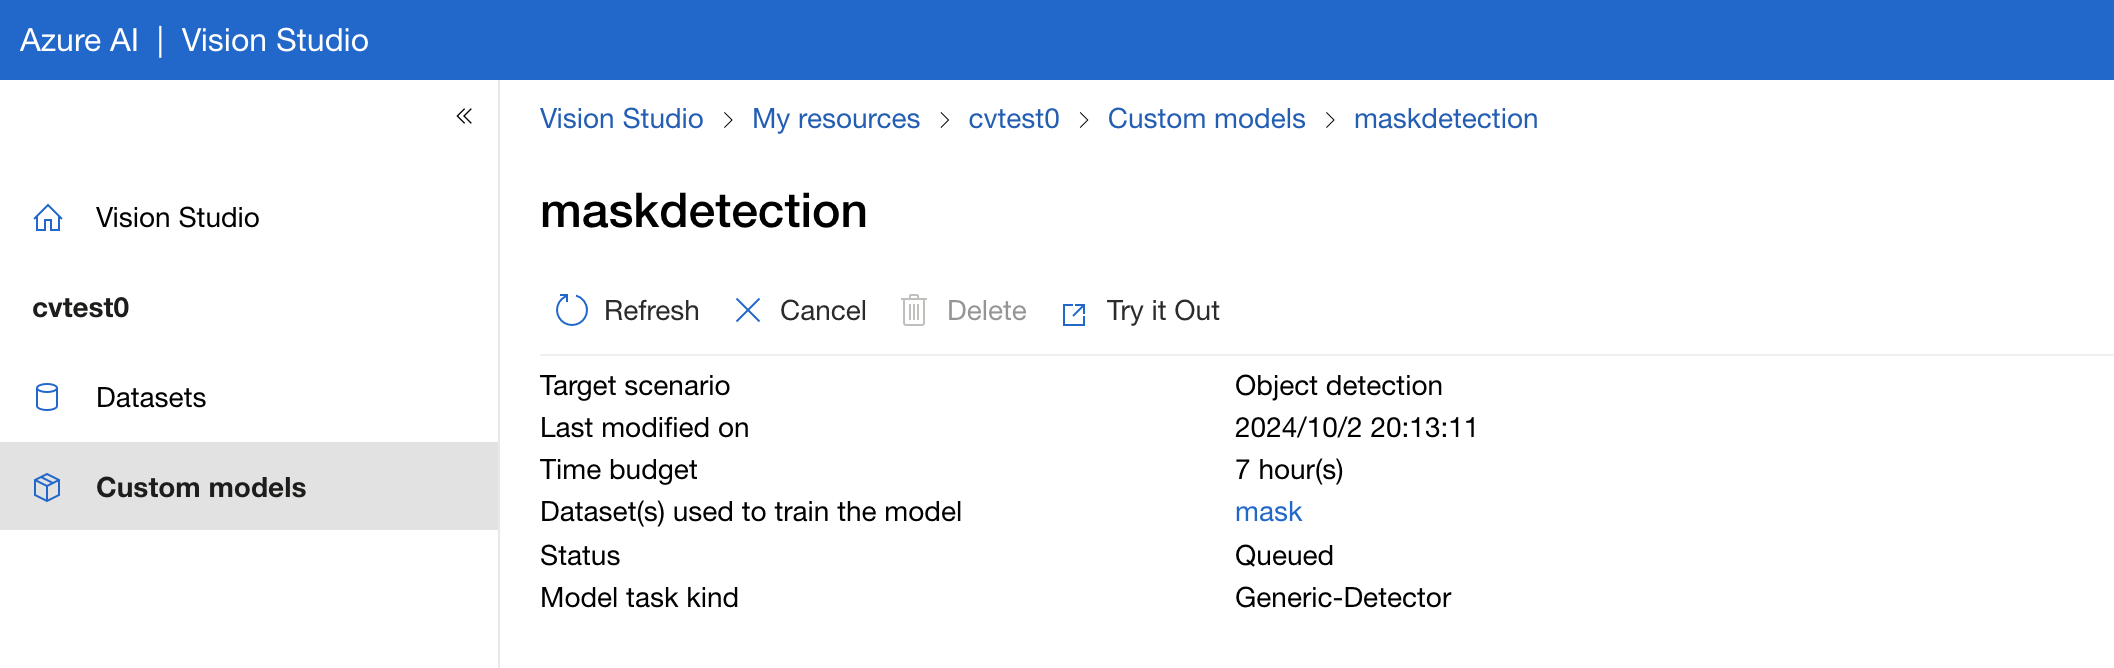 Azure AI | Vision Studio
Vision Studio > My resources > cvtest0 > Custom models > maskdetection
Vision Studio
cvtest0
Datasets
Custom models
maskdetection
Refresh Cancel Delete Try it Out
Target scenario Object detection
Last modified on 2024/10/2 20:13:11
Time budget 7 hour(s)
Dataset(s) used to train the model mask
Status Queued
Model task kind Generic-Detector